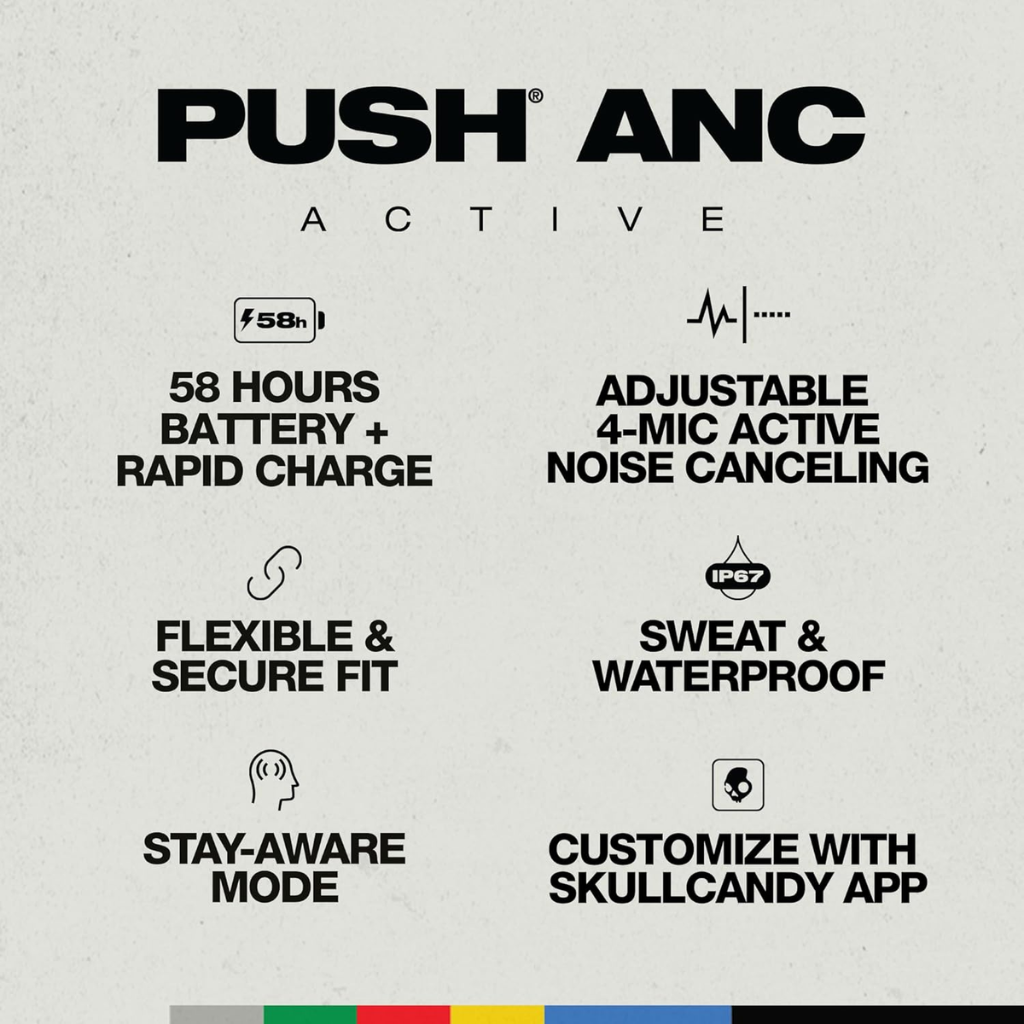 PUSH® ANC
ACTIVE
58h
58 HOURS
BATTERY +
RAPID CHARGE
ADJUSTABLE
4-MIC ACTIVE
NOISE CANCELING
FLEXIBLE &
SECURE FIT
IP67
SWEAT &
WATERPROOF
STAY-AWARE
MODE
CUSTOMIZE WITH
SKULLCANDY APP